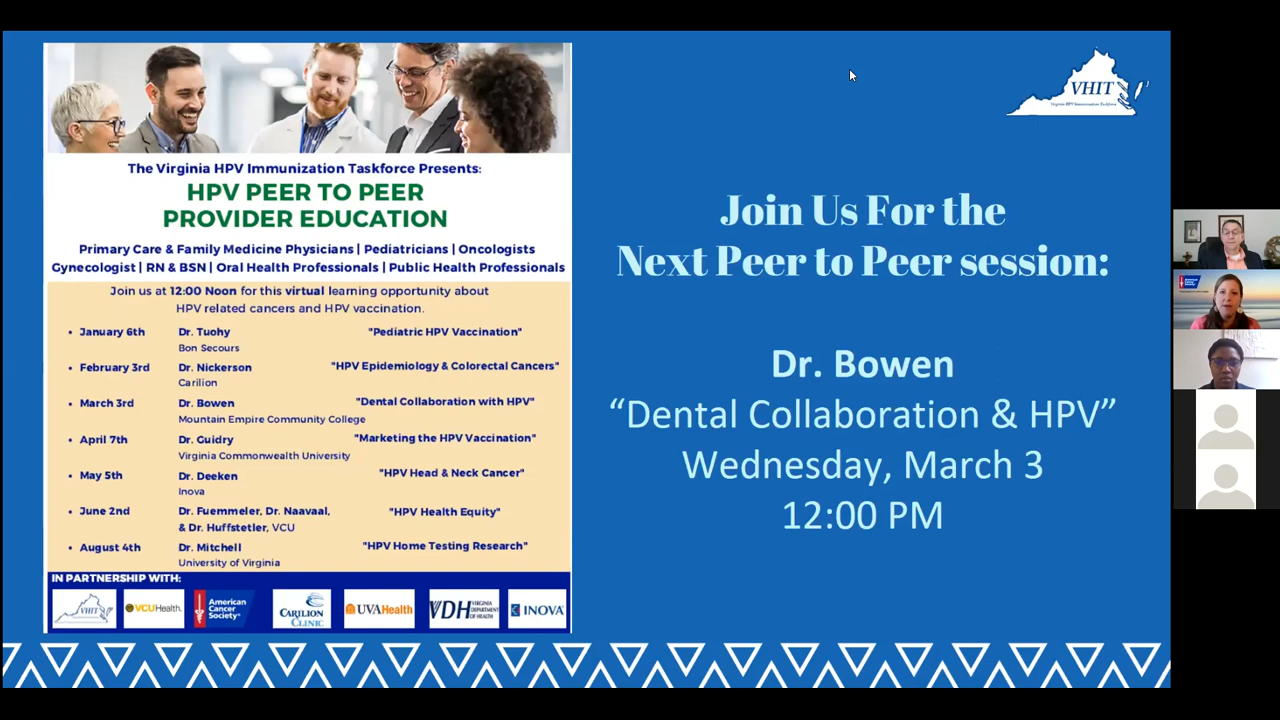 The Virginia HPV Immunization Taskforce Presents:
HPV PEER TO PEER
PROVIDER EDUCATION
Primary Care & Family Medicine Physicians | Pediatricians | Oncologists
Gynecologist | RN & BSN | Oral Health Professionals | Public Health Professionals
Join us at 12:00 Noon for this virtual learning opportunity about
HPV related cancers and HPV vaccination.
• January 6th Dr. Tuohy "Pediatric HPV Vaccination"
Bon Secours
• February 3rd Dr. Nickerson "HPV Epidemiology & Colorectal Cancers"
Carilion
• March 3rd Dr. Bowen "Dental Collaboration with HPV"
Mountain Empire Community College
• April 7th Dr. Guidry "Marketing the HPV Vaccination"
Virginia Commonwealth University
• May 5th Dr. Deeken "HPV Head & Neck Cancer"
Inova
• June 2nd Dr. Fuemmeler, Dr. Naavaal, "HPV Health Equity"
& Dr. Huffstetler, VCU
• August 4th Dr. Mitchell "HPV Home Testing Research"
University of Virginia
IN PARTNERSHIP WITH:
VHIT
VCUHealth.
American
Cancer
Society
CARILION
CLINIC
UVAHealth
VDH VIRGINIA
DEPARTMENT
OF HEALTH
INOVA
VHIT
Virginia HPV Immunization Taskforce
Join Us For the
Next Peer to Peer session:
Dr. Bowen
“Dental Collaboration & HPV”
Wednesday, March 3
12:00 PM